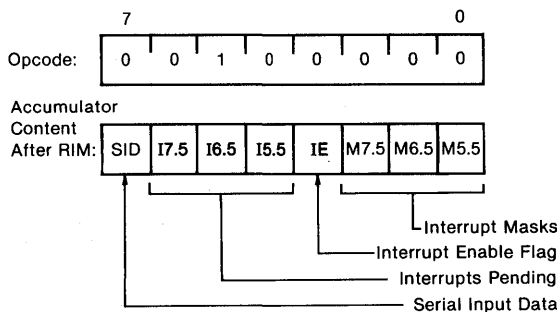 7 0
Opcode: 0 0 1 0 0 0 0 0
Accumulator
Content
After RIM: SID I7.5 I6.5 I5.5 IE M7.5 M6.5 M5.5
Interrupt Masks
Interrupt Enable Flag
Interrupts Pending
Serial Input Data